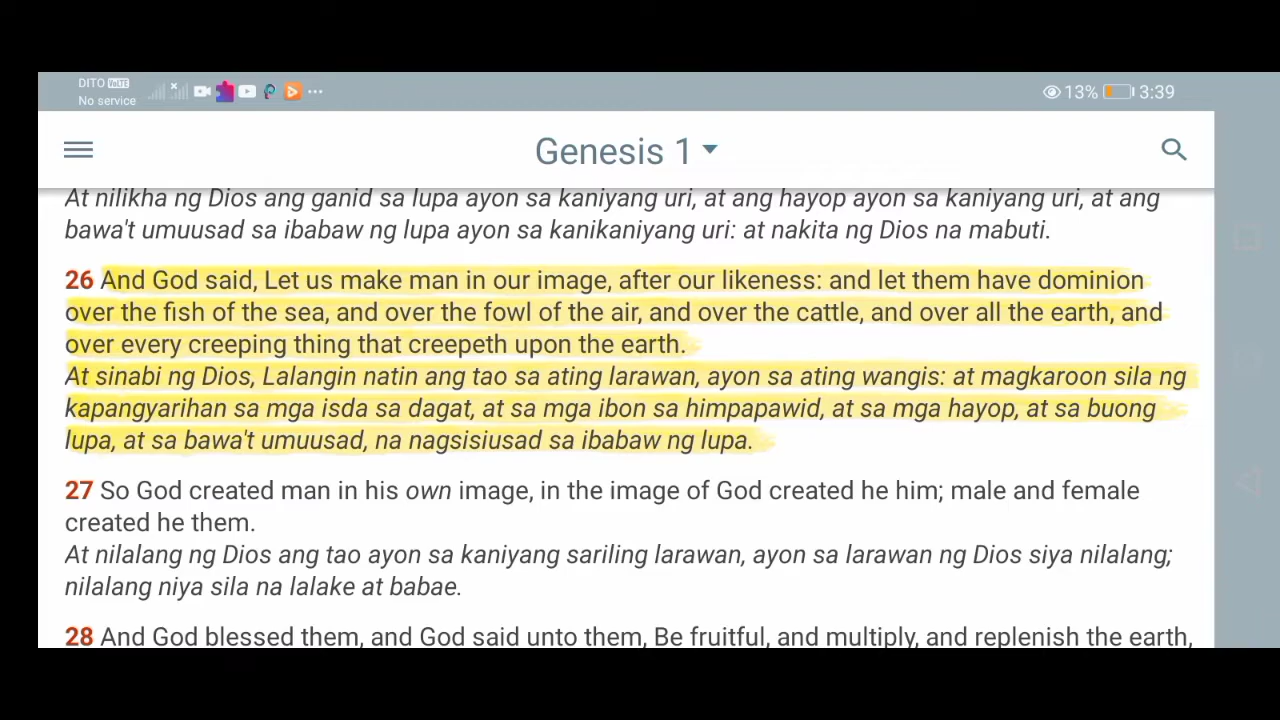 DITO VoLTE
No service
13% 3:39
Genesis 1
At nilikha ng Dios ang ganid sa lupa ayon sa kaniyang uri, at ang hayop ayon sa kaniyang uri, at ang
bawa't umuusad sa ibabaw ng lupa ayon sa kanikaniyang uri: at nakita ng Dios na mabuti.
26 And God said, Let us make man in our image, after our likeness: and let them have dominion
over the fish of the sea, and over the fowl of the air, and over the cattle, and over all the earth, and
over every creeping thing that creepeth upon the earth.
At sinabi ng Dios, Lalangin natin ang tao sa ating larawan, ayon sa ating wangis: at magkaroon sila ng
kapangyarihan sa mga isda sa dagat, at sa mga ibon sa himpapawid, at sa mga hayop, at sa buong
lupa, at sa bawa't umuusad, na nagsisiusad sa ibabaw ng lupa.
27 So God created man in his own image, in the image of God created he him; male and female
created he them.
At nilalang ng Dios ang tao ayon sa kaniyang sariling larawan, ayon sa larawan ng Dios siya nilalang;
nilalang niya sila na lalake at babae.
28 And God blessed them, and God said unto them, Be fruitful, and multiply, and replenish the earth,